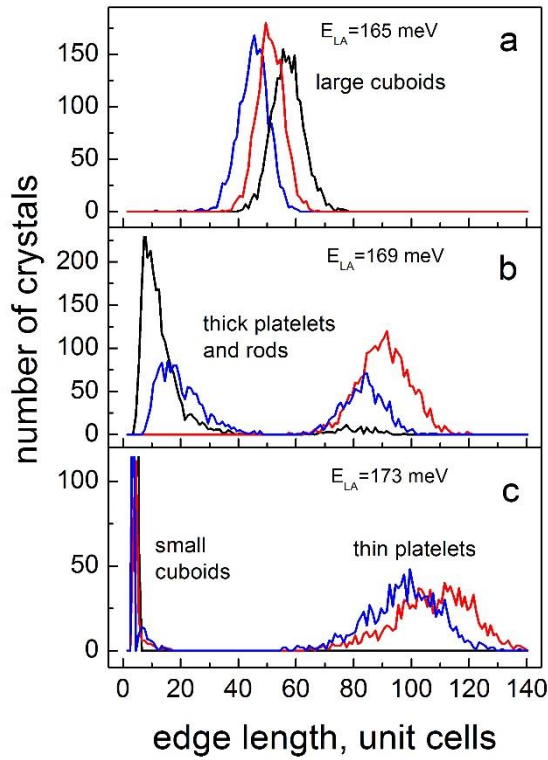 E_LA=165 meV
a
large cuboids
150
100
50
0
E_LA=169 meV
b
200
thick platelets
and rods
150
100
50
0
E_LA=173 meV
c
100
small
cuboids
thin platelets
50
0
0 20 40 60 80 100 120 140
edge length, unit cells
number of crystals